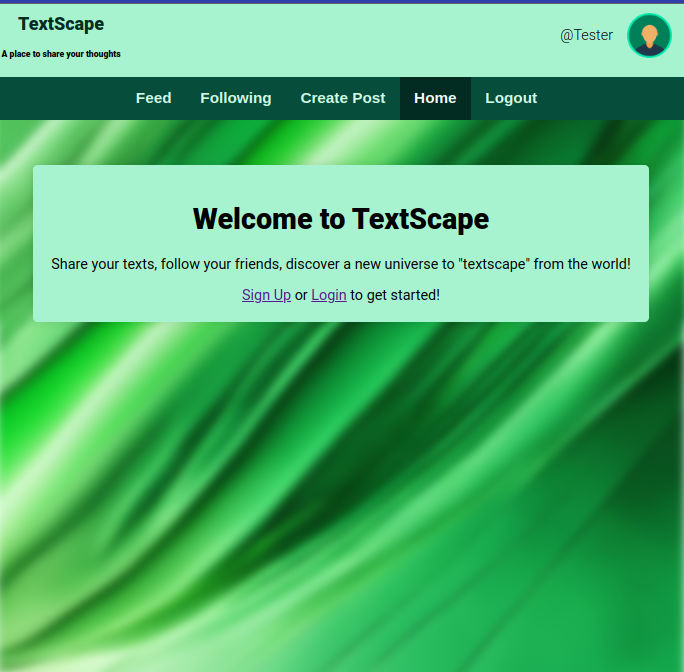 TextScape
@Tester
A place to share your thoughts
Feed Following Create Post Home Logout
Welcome to TextScape
Share your texts, follow your friends, discover a new universe to "textscape" from the world!
Sign Up or Login to get started!